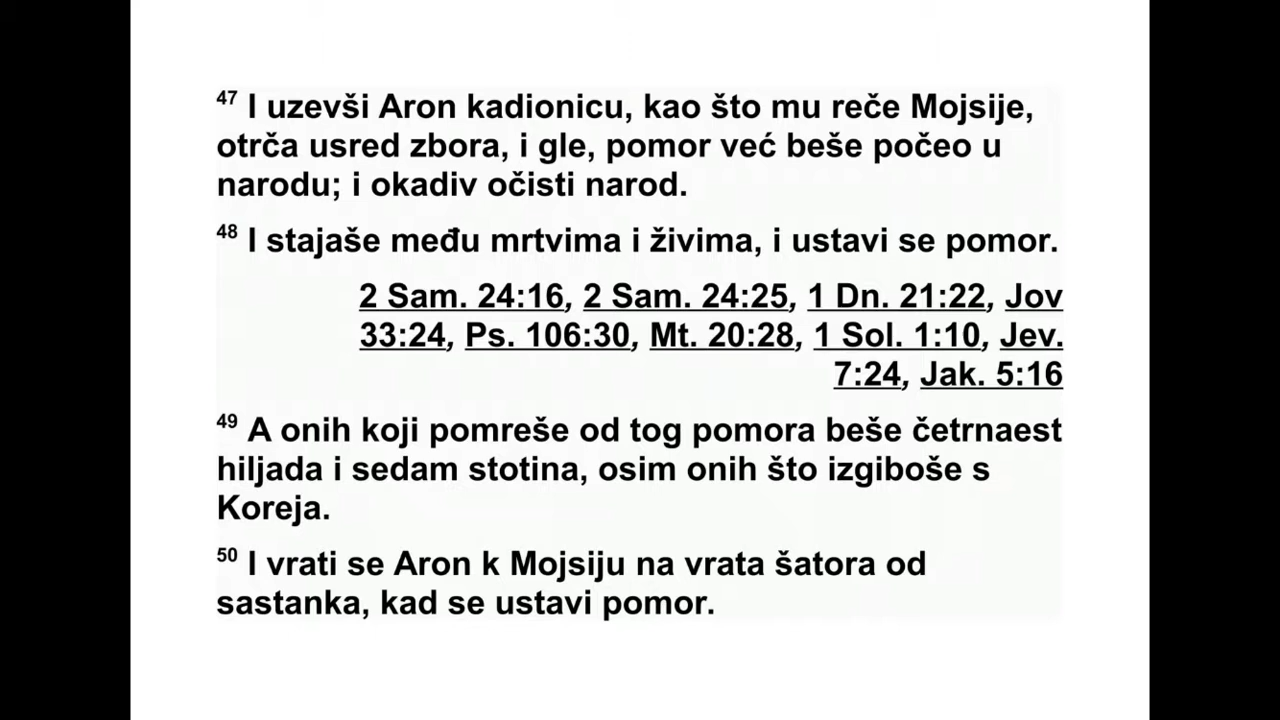 47 I uzevši Aron kadionicu, kao što mu reče Mojsije,
otrča usred zbora, i gle, pomor već beše počeo u
narodu; i okadiv očisti narod.
48 I stajaše među mrtvima i živima, i ustavi se pomor.
2 Sam. 24:16, 2 Sam. 24:25, 1 Dn. 21:22, Jov
33:24, Ps. 106:30, Mt. 20:28, 1 Sol. 1:10, Jev.
7:24, Jak. 5:16
49 A onih koji pomreše od tog pomora beše četrnaest
hiljada i sedam stotina, osim onih što izgiboše s
Koreja.
50 I vrati se Aron k Mojsiju na vrata šatora od
sastanka, kad se ustavi pomor.